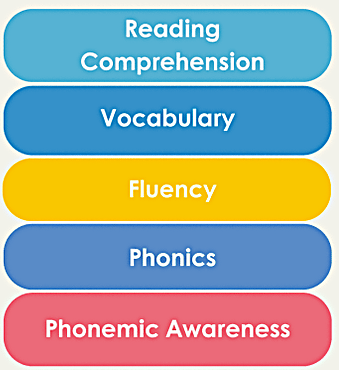 Reading
Comprehension
Vocabulary
Fluency
Phonics
Phonemic Awareness